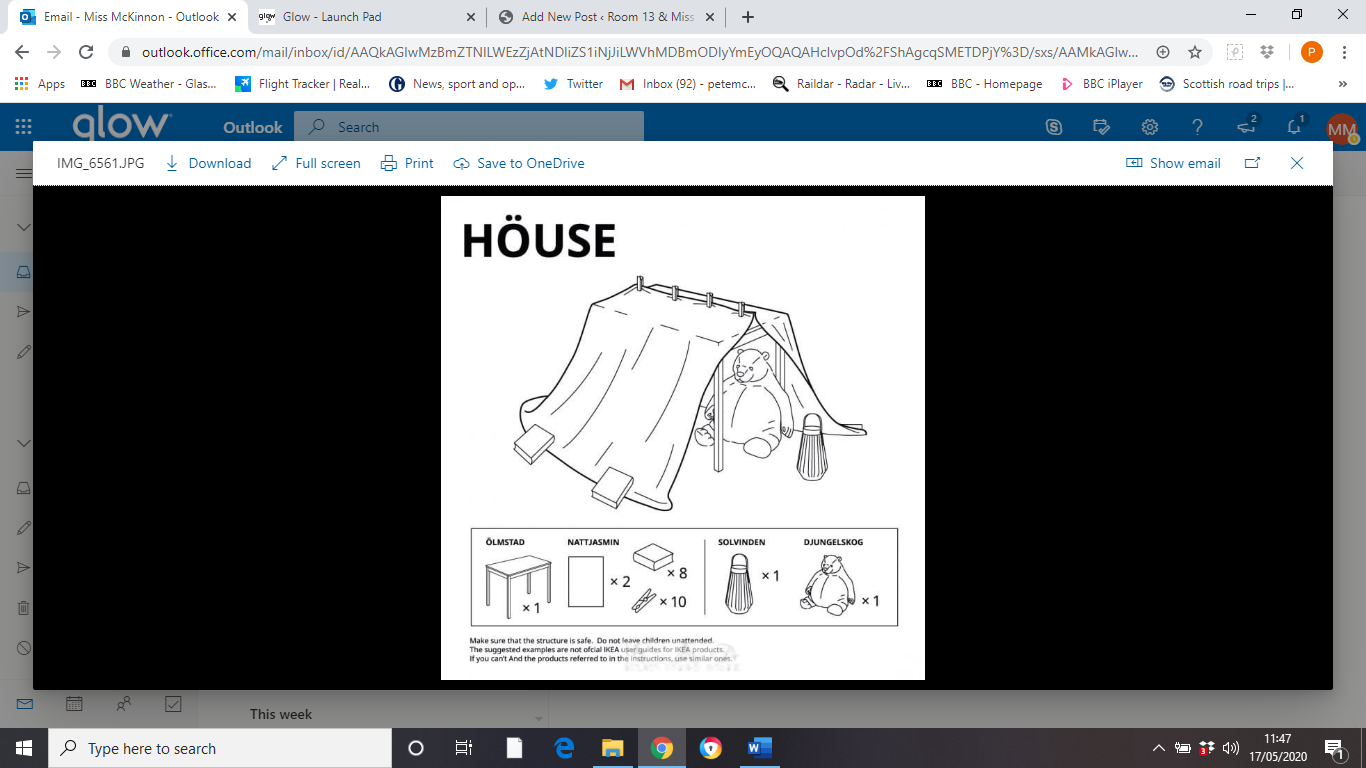 Email - Miss McKinnon - Outlook
Glow - Launch Pad
Add New Post ‹ Room 13 & Miss
outlook.office.com/mail/inbox/id/
Apps
BBC Weather - Glas...
Flight Tracker | Real...
News, sport and op...
Twitter
Inbox (92) - petemc...
Raildar - Radar - Liv...
BBC - Homepage
BBC iPlayer
Scottish road trips |...
»
glow
Outlook
Search
2
1
MM
IMG_6561.JPG
Download
Full screen
Print
Save to OneDrive
Show email
HÖUSE
ÖLMSTAD
NATTJASMIN
SOLVINDEN
DJUNGELSKOG
× 1
× 2
× 8
× 10
× 1
× 1
Make sure that the structure is safe. Do not leave children unattended.
The suggested examples are not ofcial IKEA user guides for IKEA products.
If you can't And the products referred to in the instructions, use similar ones.
This week
Type here to search
11:47
17/05/2020